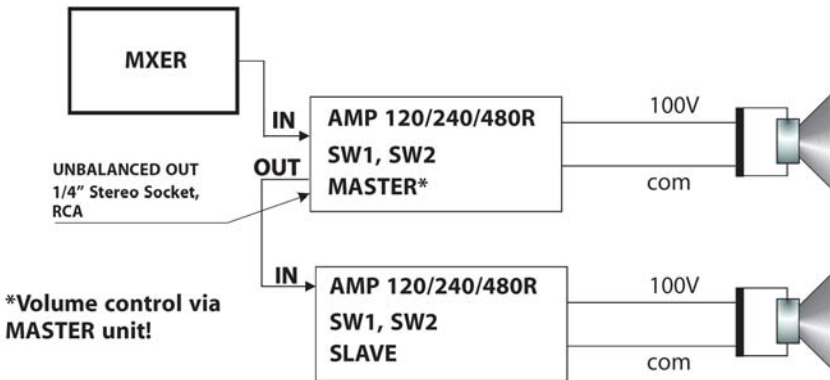 MXER
IN
AMP 120/240/480R
SW1, SW2
MASTER*
100V
com
UNBALANCED OUT
1/4” Stereo Socket,
RCA
OUT
IN
AMP 120/240/480R
SW1, SW2
SLAVE
100V
com
*Volume control via
MASTER unit!